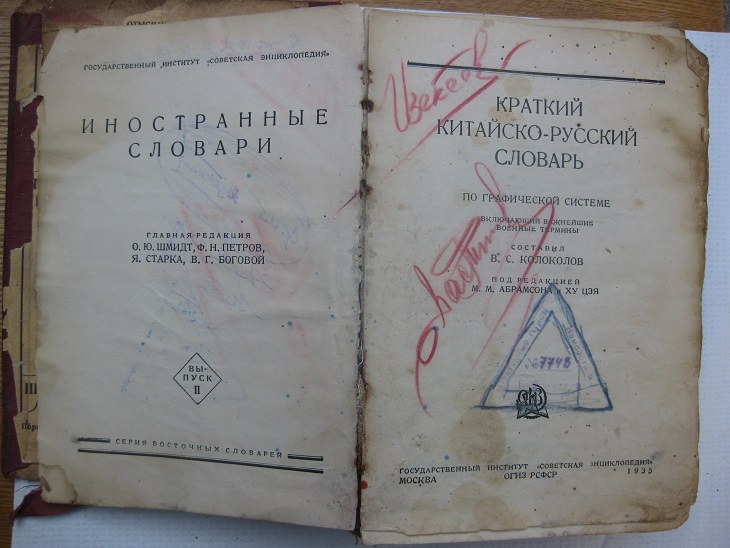 ГОСУДАРСТВЕННЫЙ ИНСТИТУТ «СОВЕТСКАЯ ЭНЦИКЛОПЕДИЯ»
ИНОСТРАННЫЕ
СЛОВАРИ
ГЛАВНАЯ РЕДАКЦИЯ
О. Ю. ШМИДТ, Ф. Н. ПЕТРОВ,
Я. СТАРКА, В. Г. БОГОВОЙ
ВЫ-
ПУСК
II
СЕРИЯ ВОСТОЧНЫХ СЛОВАРЕЙ
КРАТКИЙ
КИТАЙСКО-РУССКИЙ
СЛОВАРЬ
ПО ГРАФИЧЕСКОЙ СИСТЕМЕ
ВКЛЮЧАЮЩИЙ ВАЖНЕЙШИЕ
ВОЕННЫЕ ТЕРМИНЫ
СОСТАВИЛ
В. С. КОЛОКОЛОВ
ПОД РЕДАКЦИЕЙ
М. М. АБРАМСОНА и ХУ ЦЗЯ
№7748
ГОСУДАРСТВЕННЫЙ ИНСТИТУТ «СОВЕТСКАЯ ЭНЦИКЛОПЕДИЯ»
МОСКВА ОГИЗ РСФСР 1935